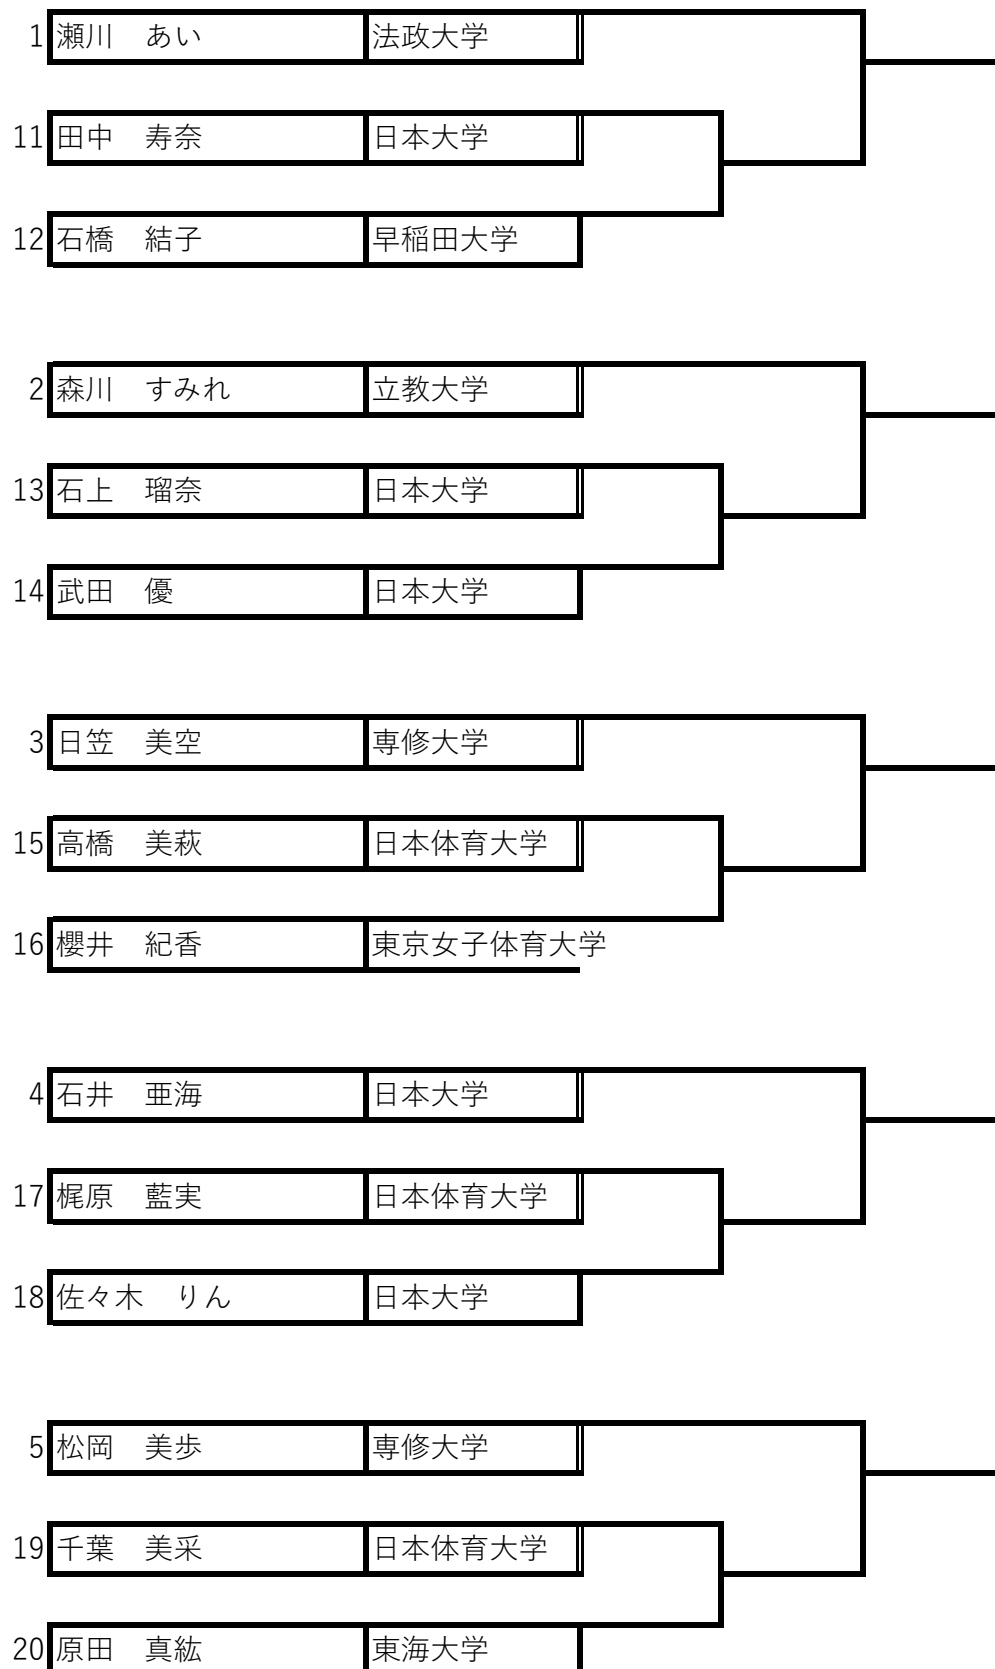 1 瀬川　あい 法政大学
11 田中　寿奈 日本大学
12 石橋　結子 早稲田大学
2 森川　すみれ 立教大学
13 石上　瑠奈 日本大学
14 武田　優 日本大学
3 日笠　美空 専修大学
15 高橋　美萩 日本体育大学
16 櫻井　紀香 東京女子体育大学
4 石井　亜海 日本大学
17 梶原　藍実 日本体育大学
18 佐々木　りん 日本大学
5 松岡　美歩 専修大学
19 千葉　美采 日本体育大学
20 原田　真紘 東海大学